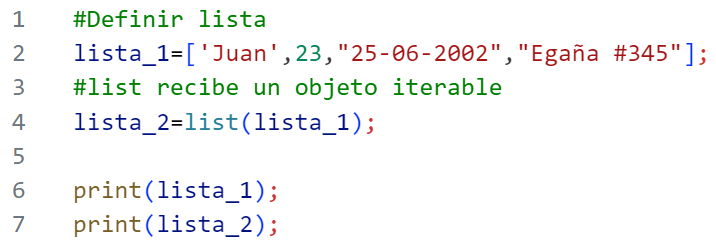 1 #Definir lista
2 lista_1=['Juan',23,"25-06-2002","Egaña #345"];
3 #list recibe un objeto iterable
4 lista_2=list(lista_1);
5
6 print(lista_1);
7 print(lista_2);